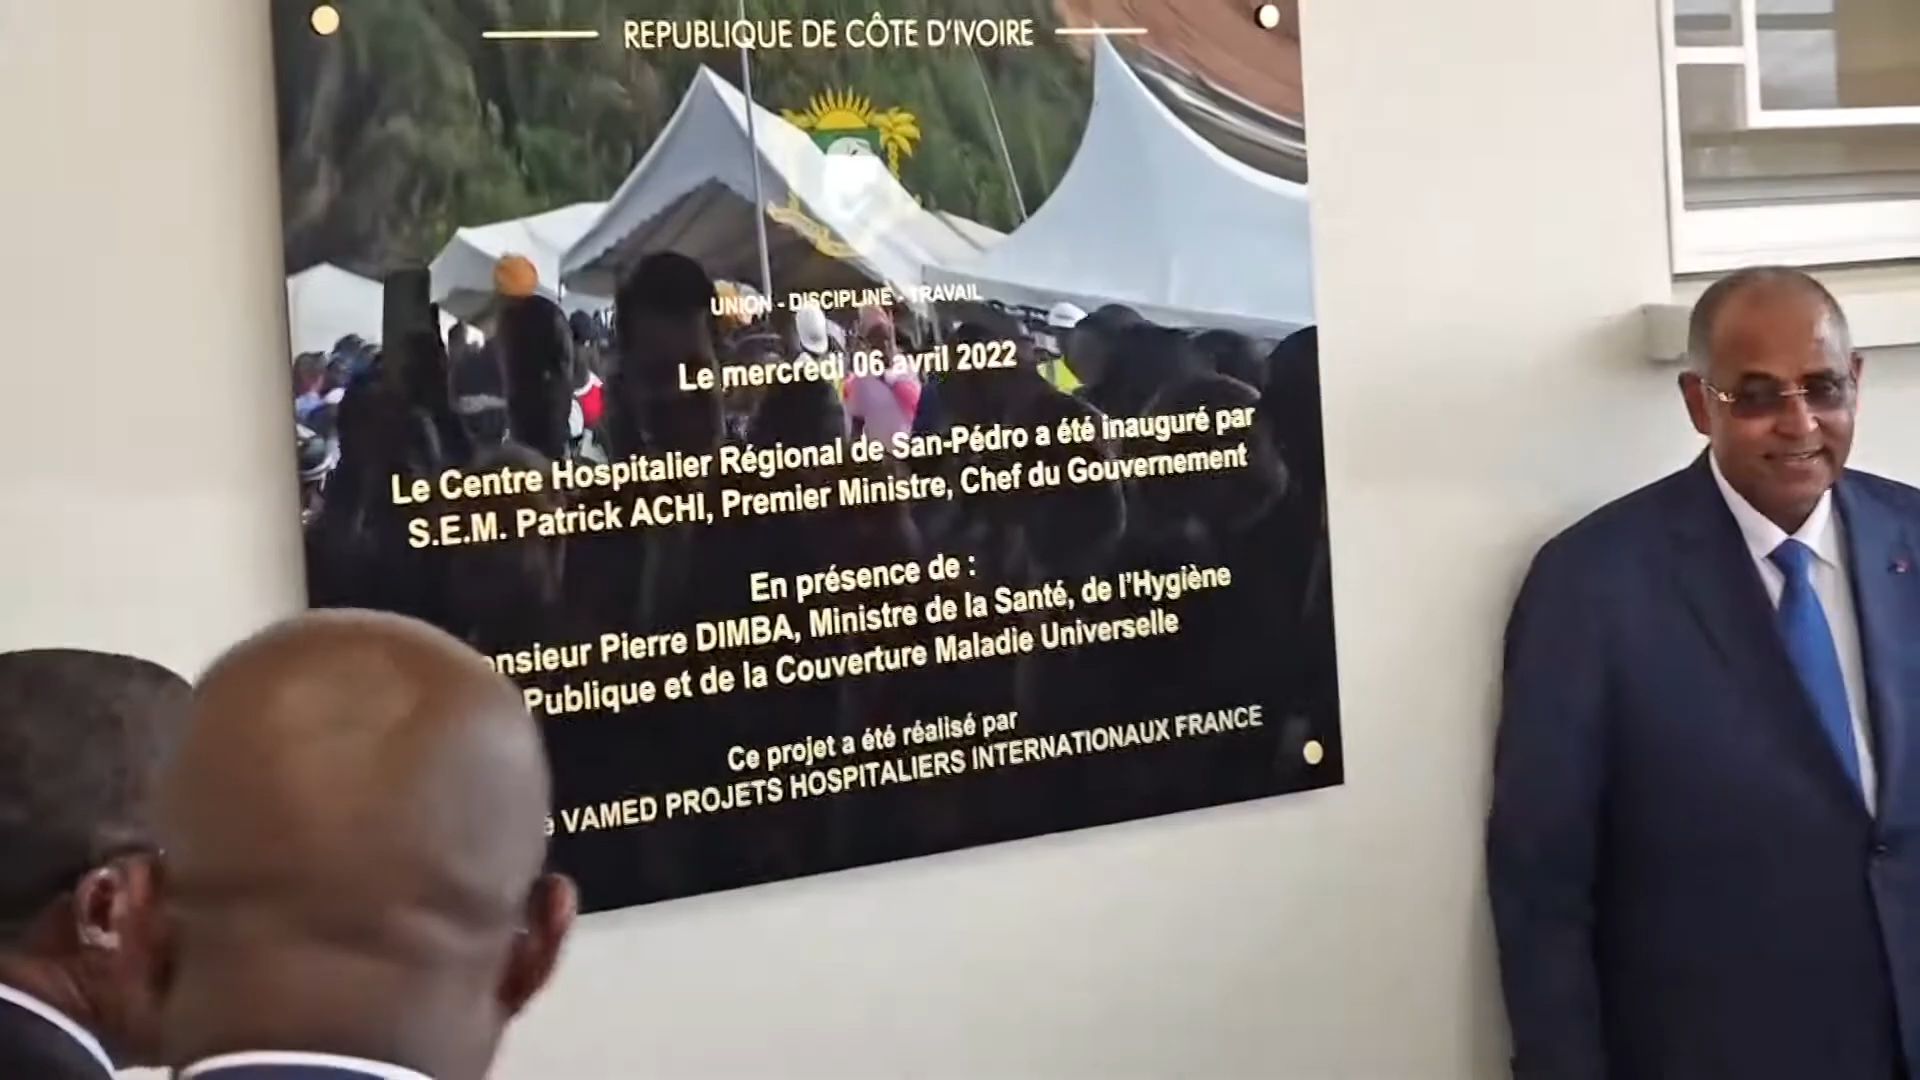 REPUBLIQUE DE CÔTE D'IVOIRE
UNION - DISCIPLINE - TRAVAIL
Le mercredi 06 avril 2022
Le Centre Hospitalier Régional de San-Pédro a été inauguré par
S.E.M. Patrick ACHI, Premier Ministre, Chef du Gouvernement
En présence de :
onsieur Pierre DIMBA, Ministre de la Santé, de l'Hygiène
Publique et de la Couverture Maladie Universelle
Ce projet a été réalisé par
VAMED PROJETS HOSPITALIERS INTERNATIONAUX FRANCE